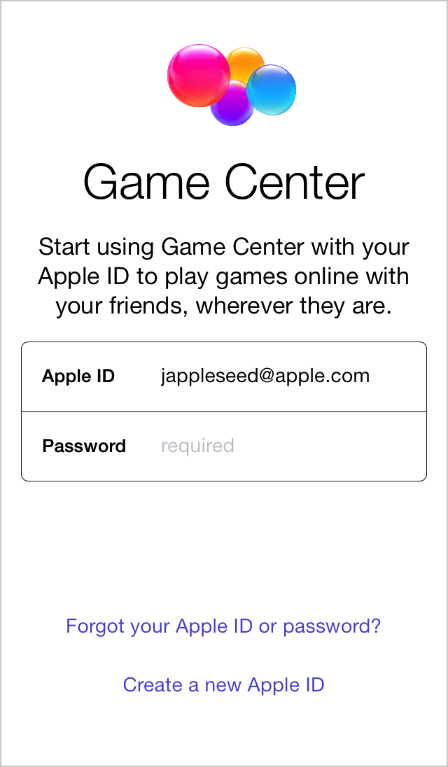 Game Center
Start using Game Center with your
Apple ID to play games online with
your friends, wherever they are.
Apple ID jappleseed@apple.com
Password required
Forgot your Apple ID or password?
Create a new Apple ID